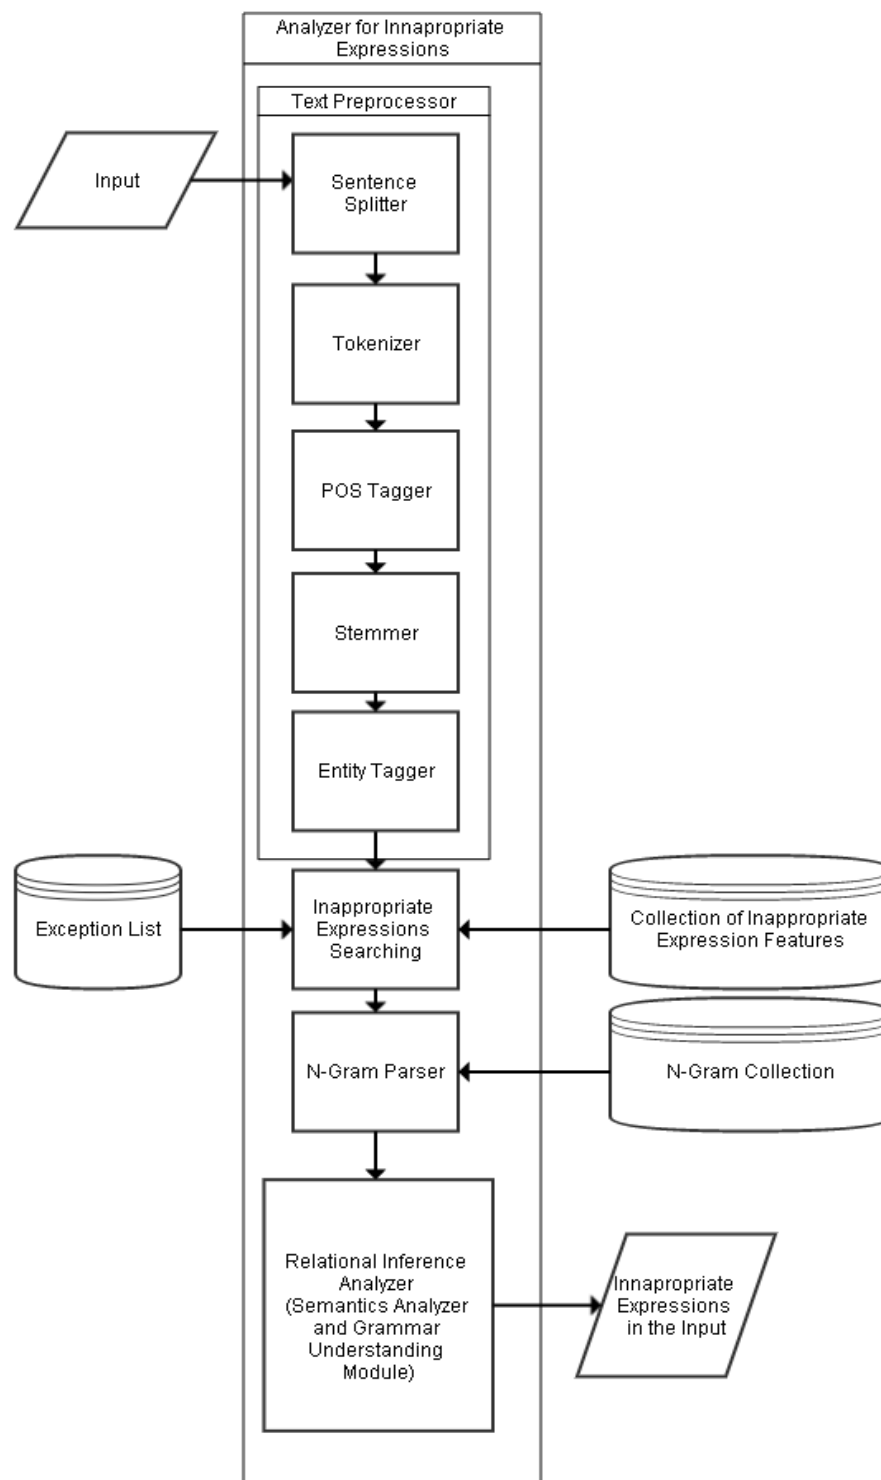 Analyzer for Innapropriate
Expressions
Text Preprocessor
Input
Sentence
Splitter
Tokenizer
POS Tagger
Stemmer
Entity Tagger
Exception List
Inappropriate
Expressions
Searching
Collection of Inappropriate
Expression Features
N-Gram Parser
N-Gram Collection
Relational Inference
Analyzer
(Semantics Analyzer
and Grammar
Understanding
Module)
Innapropriate
Expressions
in the Input